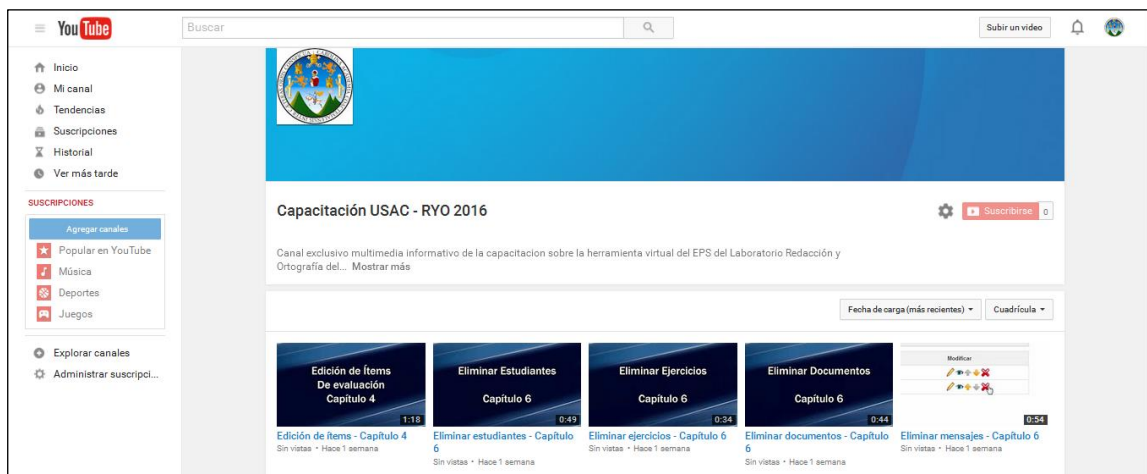 You Tube
Buscar
Subir un video
Inicio
Mi canal
Tendencias
Suscripciones
Historial
Ver más tarde
SUSCRIPCIONES
Agregar canales
Popular en YouTube
Música
Deportes
Juegos
Explorar canales
Administrar suscripci...
Capacitación USAC - RYO 2016
Suscribirse 0
Canal exclusivo multimedia informativo de la capacitacion sobre la herramienta virtual del EPS del Laboratorio Redacción y
Ortografía del... Mostrar más
Fecha de carga (más recientes)
Cuadrícula
Edición de Ítems
De evaluación
Capítulo 4
1:18
Edición de ítems - Capítulo 4
Sin vistas • Hace 1 semana
Eliminar Estudiantes
Capítulo 6
0:49
Eliminar estudiantes - Capítulo
6
Sin vistas • Hace 1 semana
Eliminar Ejercicios
Capítulo 6
0:34
Eliminar ejercicios - Capítulo 6
Sin vistas • Hace 1 semana
Eliminar Documentos
Capítulo 6
0:44
Eliminar documentos - Capítulo
6
Sin vistas • Hace 1 semana
Modificar
0:54
Eliminar mensajes - Capítulo 6
Sin vistas • Hace 1 semana